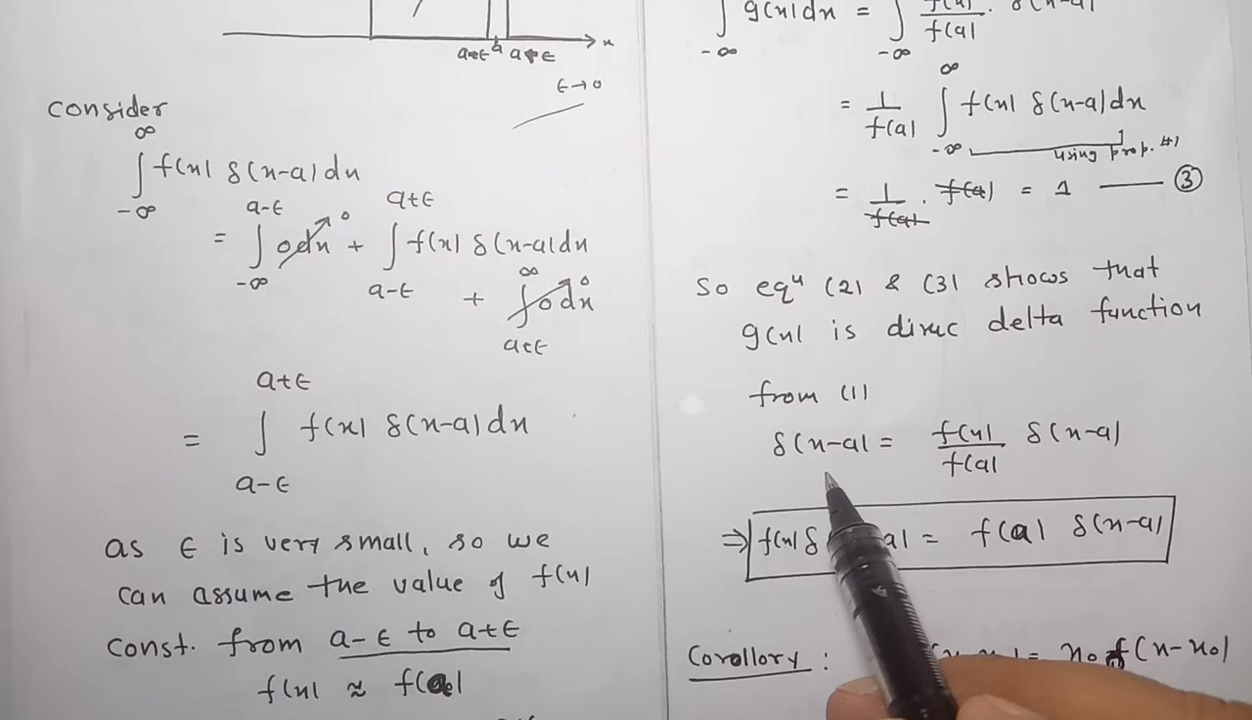 a-ε a a+ε x
ε→0
consider
∞
∫ f(x) δ(x-a)dx
-∞
a-ε a+ε
= ∫ 0dx 0 + ∫ f(x) δ(x-a)dx
-∞ a-ε
∞
+ ∫ 0dx 0
a+ε
a+ε
= ∫ f(x) δ(x-a)dx
a-ε
as ε is very small, so we
can assume the value of f(x)
const. from a-ε to a+ε
f(x) ≈ f(a)
∫ g(x)dx = ∫ f(x)/f(a) . δ(x-a)
-∞ -∞
∞
= 1/f(a) ∫ f(x) δ(x-a)dx
-∞ using prop. #1
= 1/f(a) . f(a) = 1 —— ③
So eqn (2) & (3) shows that
g(x) is dirac delta function
from (1)
δ(x-a) = f(x)/f(a) δ(x-a)
⇒ f(x) δ a) = f(a) δ(x-a)
Corollory : = x₀ f(x-x₀)